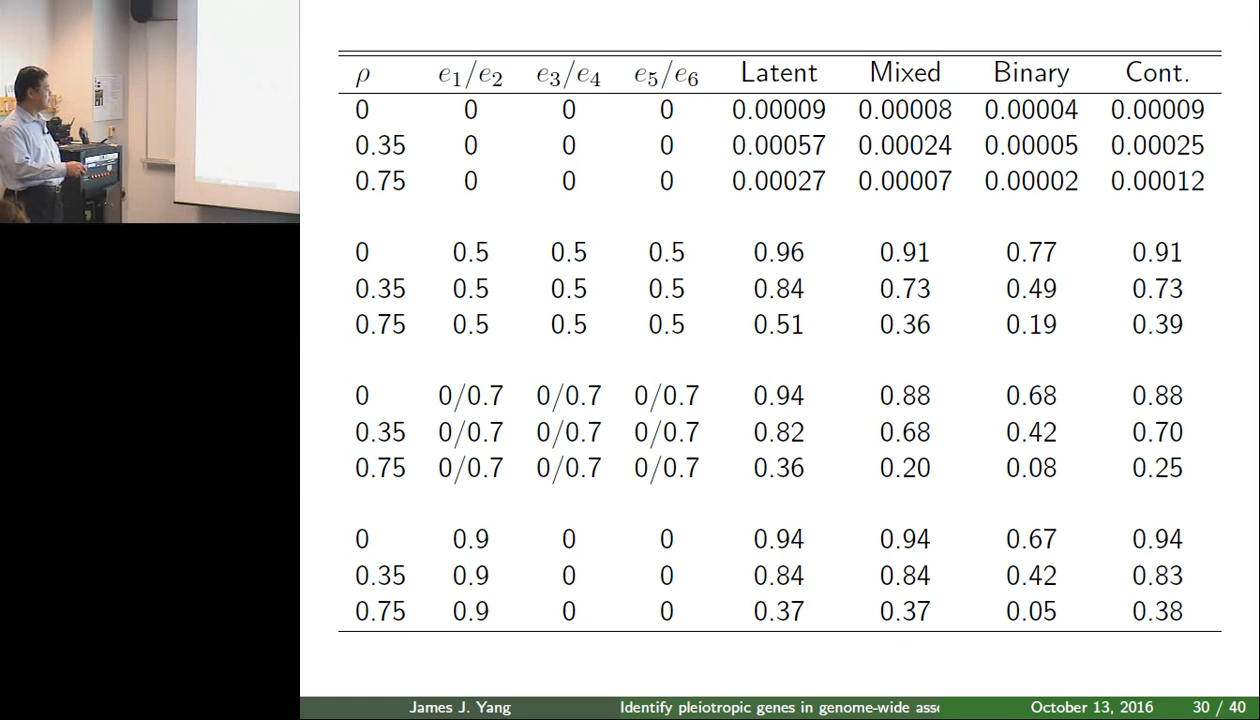 ρ e₁/e₂ e₃/e₄ e₅/e₆ Latent Mixed Binary Cont.
0 0 0 0 0.00009 0.00008 0.00004 0.00009
0.35 0 0 0 0.00057 0.00024 0.00005 0.00025
0.75 0 0 0 0.00027 0.00007 0.00002 0.00012
0 0.5 0.5 0.5 0.96 0.91 0.77 0.91
0.35 0.5 0.5 0.5 0.84 0.73 0.49 0.73
0.75 0.5 0.5 0.5 0.51 0.36 0.19 0.39
0 0/0.7 0/0.7 0/0.7 0.94 0.88 0.68 0.88
0.35 0/0.7 0/0.7 0/0.7 0.82 0.68 0.42 0.70
0.75 0/0.7 0/0.7 0/0.7 0.36 0.20 0.08 0.25
0 0.9 0 0 0.94 0.94 0.67 0.94
0.35 0.9 0 0 0.84 0.84 0.42 0.83
0.75 0.9 0 0 0.37 0.37 0.05 0.38
James J. Yang Identify pleiotropic genes in genome-wide asso October 13, 2016 30 / 40